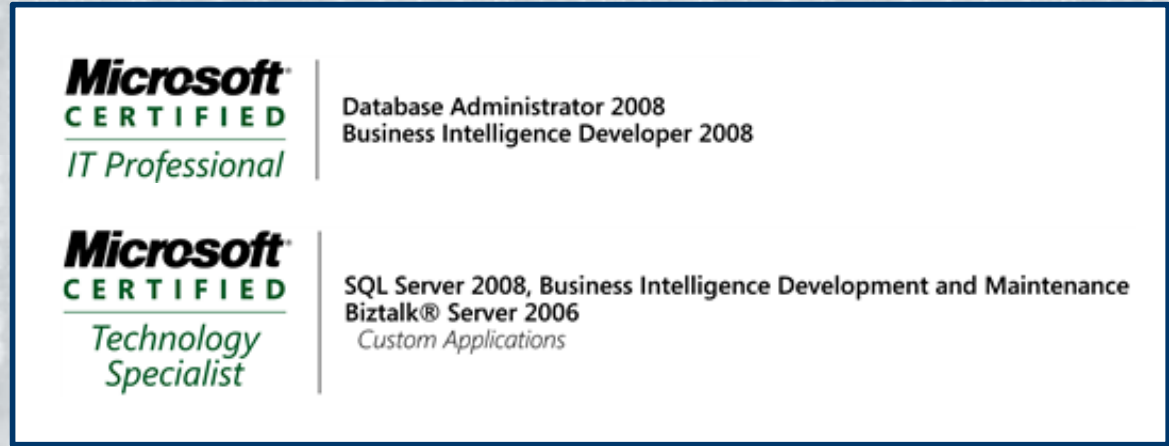 Microsoft®
CERTIFIED
IT Professional
Database Administrator 2008
Business Intelligence Developer 2008
Microsoft®
CERTIFIED
Technology
Specialist
SQL Server 2008, Business Intelligence Development and Maintenance
Biztalk® Server 2006
Custom Applications